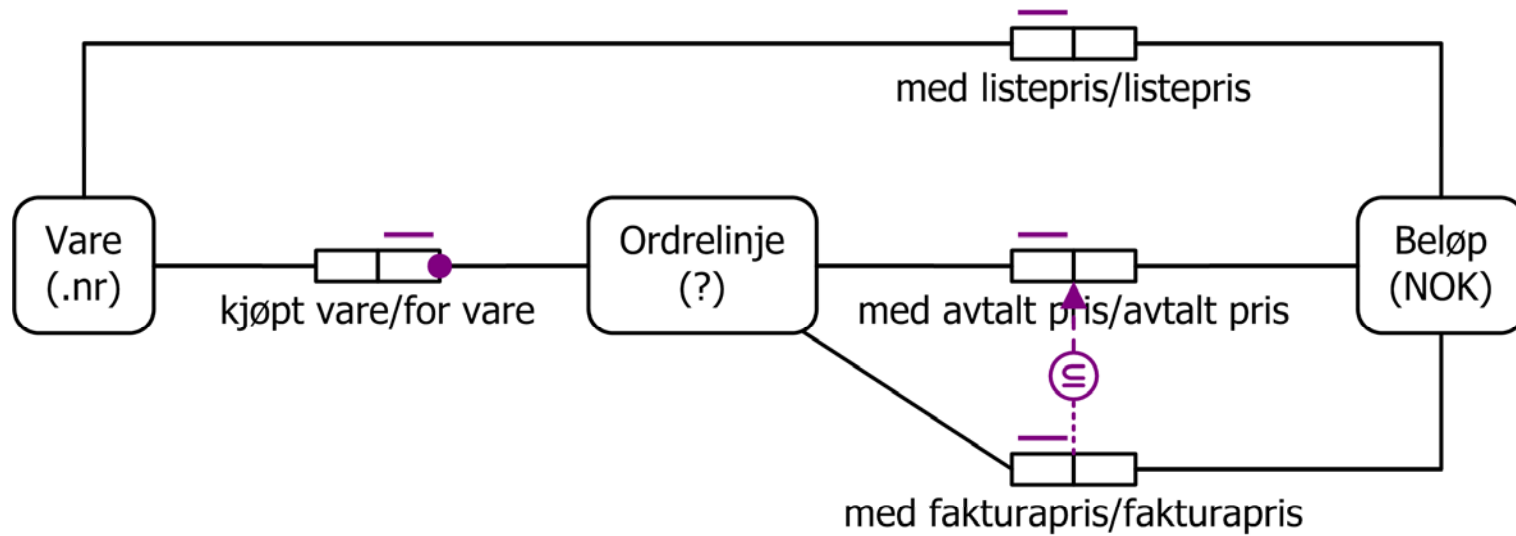 med listepris/listepris
Vare
(.nr)
kjøpt vare/for vare
Ordrelinje
(?)
med avtalt pris/avtalt pris
Beløp
(NOK)
⊆
med fakturapris/fakturapris